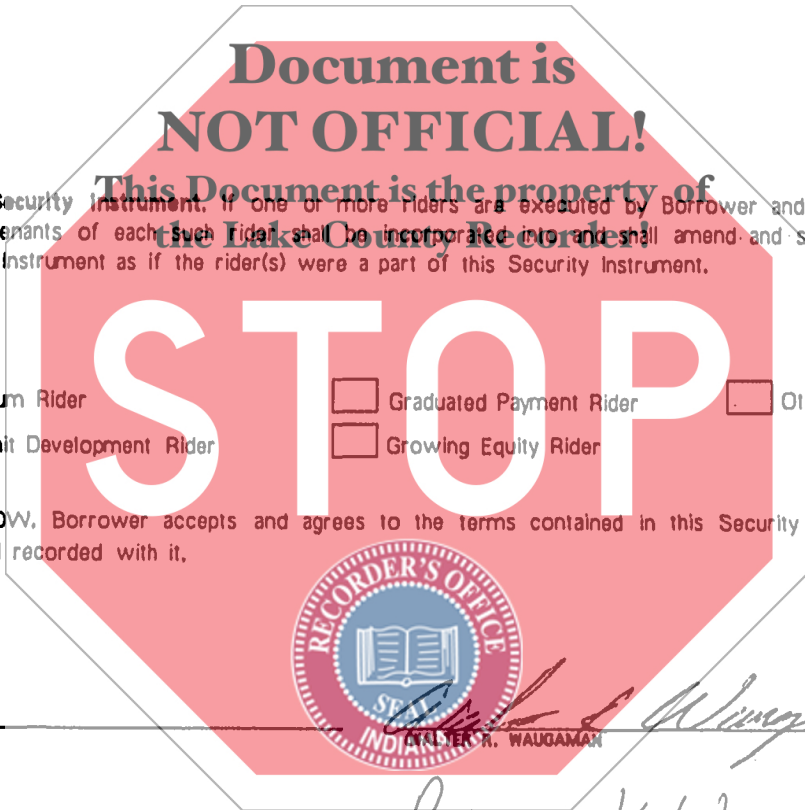 Document is
NOT OFFICIAL!
This Document is the property of
the Lake County Recorder!
Security Instrument. If one or more riders are executed by Borrower and
enants of each such rider shall be incorporated into and shall amend and s
Instrument as if the rider(s) were a part of this Security Instrument.
STOP
um Rider
Graduated Payment Rider
Ot
it Development Rider
Growing Equity Rider
OW, Borrower accepts and agrees to the terms contained in this Security
recorded with it.
RECORDER'S OFFICE
SEAL
INDIANA
WALTER R. WAUGAMAN